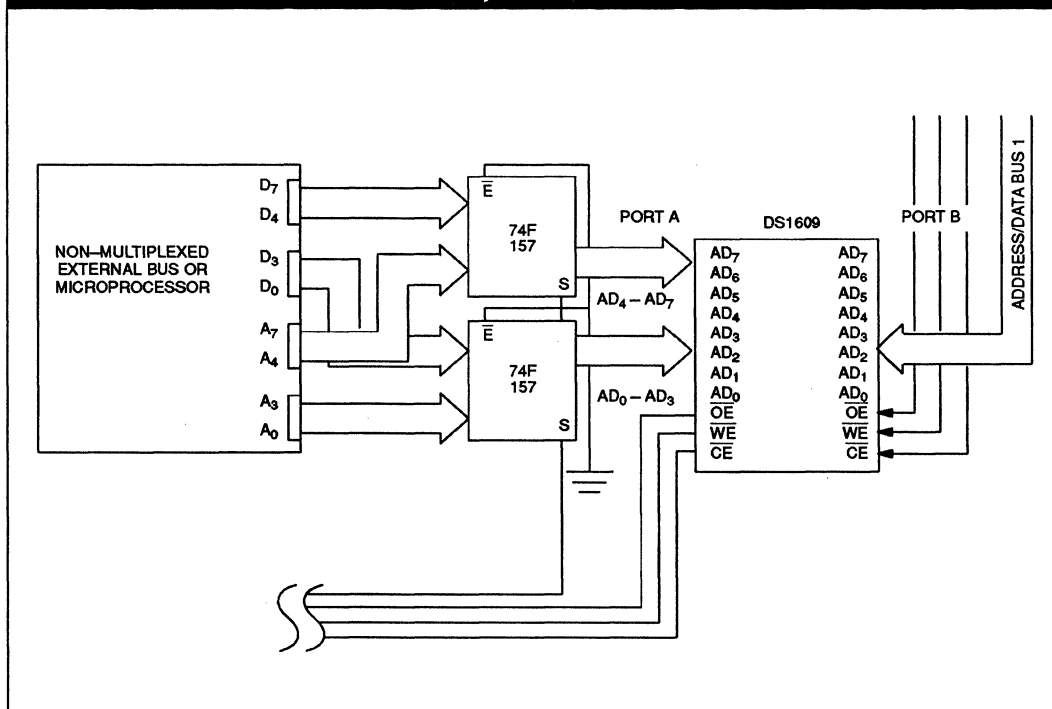 NON–MULTIPLEXED
EXTERNAL BUS OR
MICROPROCESSOR
D7
D4
D3
D0
A7
A4
A3
A0
E
74F
157
S
E
74F
157
S
PORT A
AD4 – AD7
AD0 – AD3
DS1609
AD7
AD6
AD5
AD4
AD3
AD2
AD1
AD0
OE
WE
CE
AD7
AD6
AD5
AD4
AD3
AD2
AD1
AD0
OE
WE
CE
PORT B
ADDRESS/DATA BUS 1